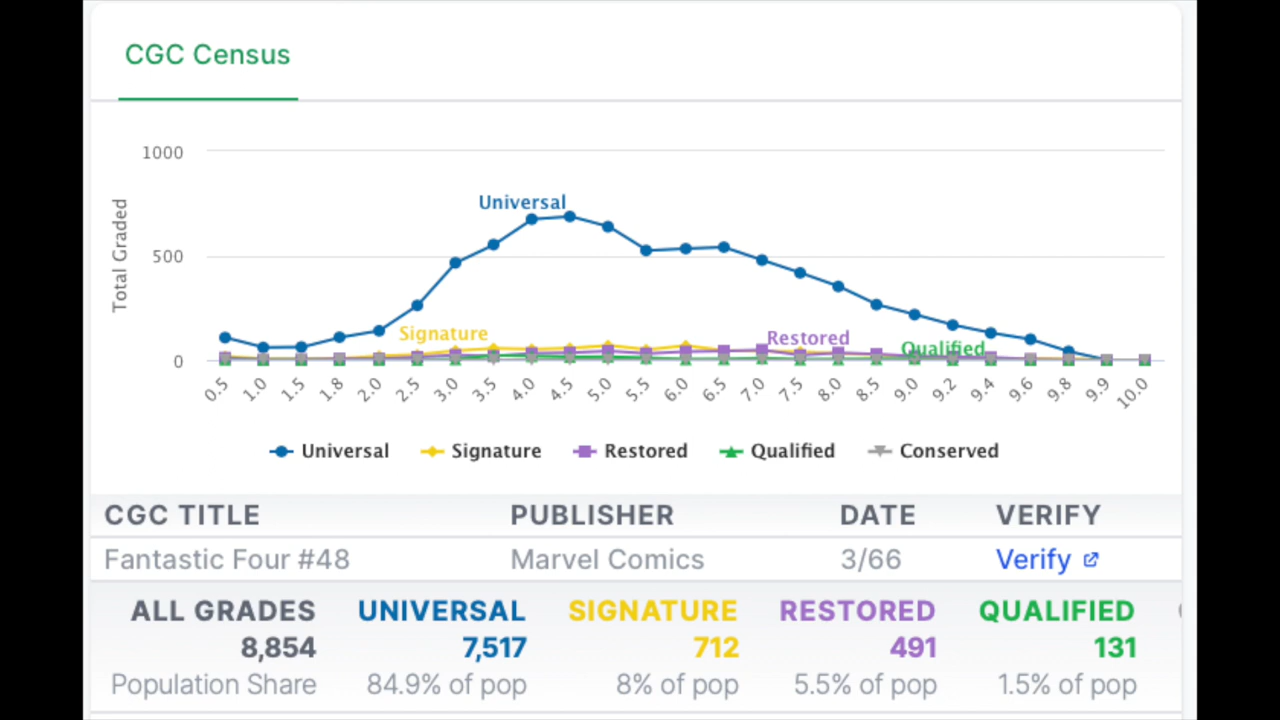 CGC Census
1000
Universal
Total Graded
500
Signature
Restored
Qualified
0
0.5 1.0 1.5 1.8 2.0 2.5 3.0 3.5 4.0 4.5 5.0 5.5 6.0 6.5 7.0 7.5 8.0 8.5 9.0 9.2 9.4 9.6 9.8 9.9 10.0
Universal Signature Restored Qualified Conserved
CGC TITLE PUBLISHER DATE VERIFY
Fantastic Four #48 Marvel Comics 3/66 Verify
ALL GRADES UNIVERSAL SIGNATURE RESTORED QUALIFIED
8,854 7,517 712 491 131
Population Share 84.9% of pop 8% of pop 5.5% of pop 1.5% of pop